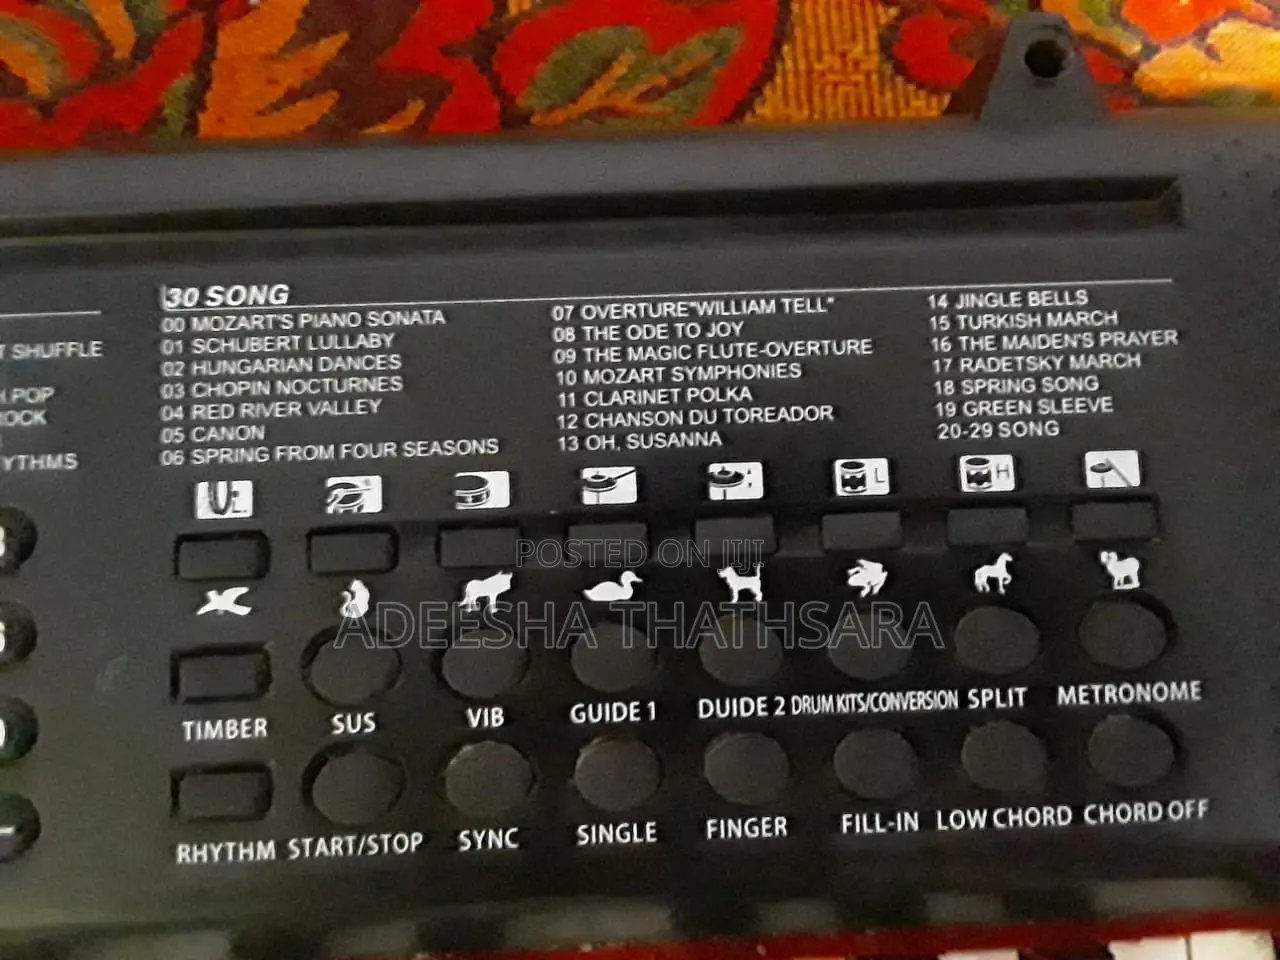 30 SONG
00 MOZART'S PIANO SONATA
01 SCHUBERT LULLABY
02 HUNGARIAN DANCES
03 CHOPIN NOCTURNES
04 RED RIVER VALLEY
05 CANON
06 SPRING FROM FOUR SEASONS
07 OVERTURE"WILLIAM TELL"
08 THE ODE TO JOY
09 THE MAGIC FLUTE-OVERTURE
10 MOZART SYMPHONIES
11 CLARINET POLKA
12 CHANSON DU TOREADOR
13 OH, SUSANNA
14 JINGLE BELLS
15 TURKISH MARCH
16 THE MAIDEN'S PRAYER
17 RADETSKY MARCH
18 SPRING SONG
19 GREEN SLEEVE
20-29 SONG
T SHUFFLE
POP
ROCK
YTHMS
L
H
POSTED ON JIJI
ADEESHA THATHSARA
TIMBER SUS VIB GUIDE 1 DUIDE 2 DRUM KITS/CONVERSION SPLIT METRONOME
RHYTHM START/STOP SYNC SINGLE FINGER FILL-IN LOW CHORD CHORD OFF